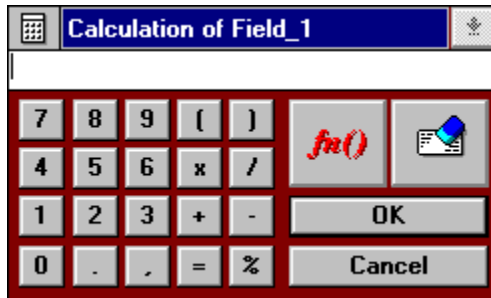 Calculation of Field_1
7 8 9 ( )
fn()
4 5 6 x /
1 2 3 + -
OK
0 . , = %
Cancel